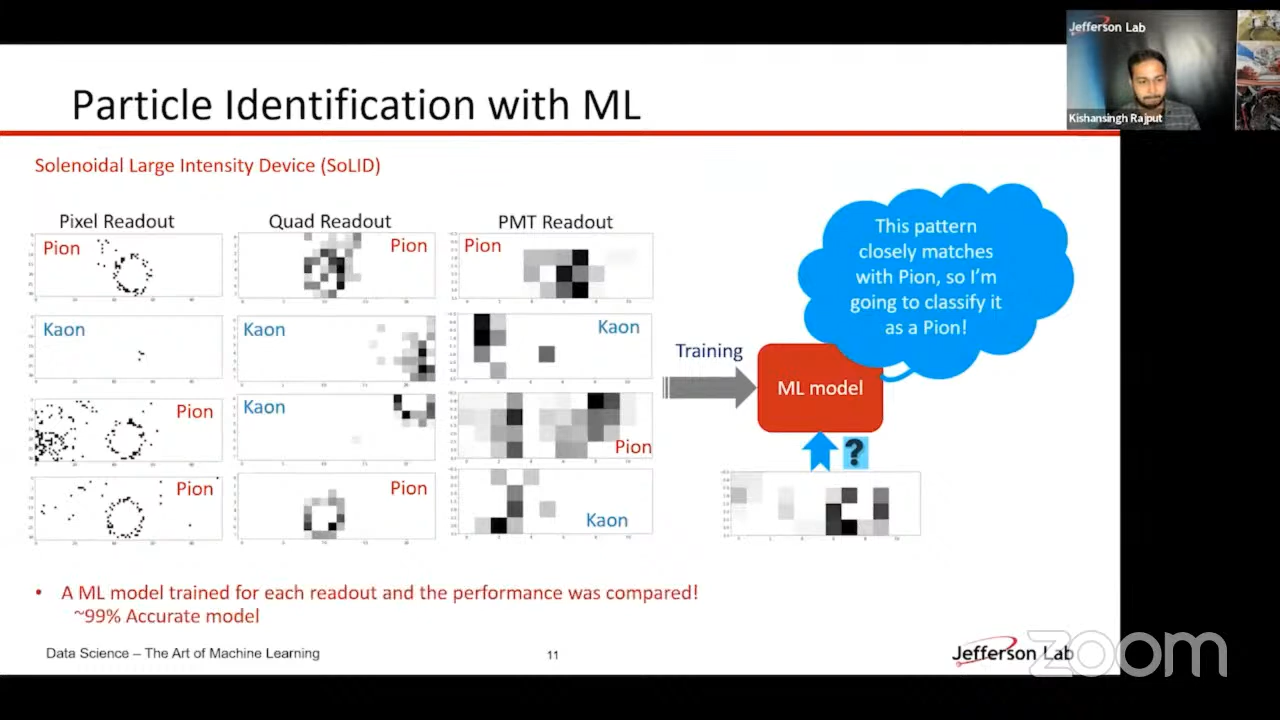 Jefferson Lab
Kishansingh Rajput
Particle Identification with ML
Solenoidal Large Intensity Device (SoLID)
Pixel Readout
Quad Readout
PMT Readout
Pion
Pion
Pion
Kaon
Kaon
Kaon
Pion
Kaon
Pion
Pion
Pion
Kaon
Training
ML model
This pattern
closely matches
with Pion, so I'm
going to classify it
as a Pion!
?
• A ML model trained for each readout and the performance was compared!
~99% Accurate model
Data Science – The Art of Machine Learning
11
Jefferson Lab
zoom